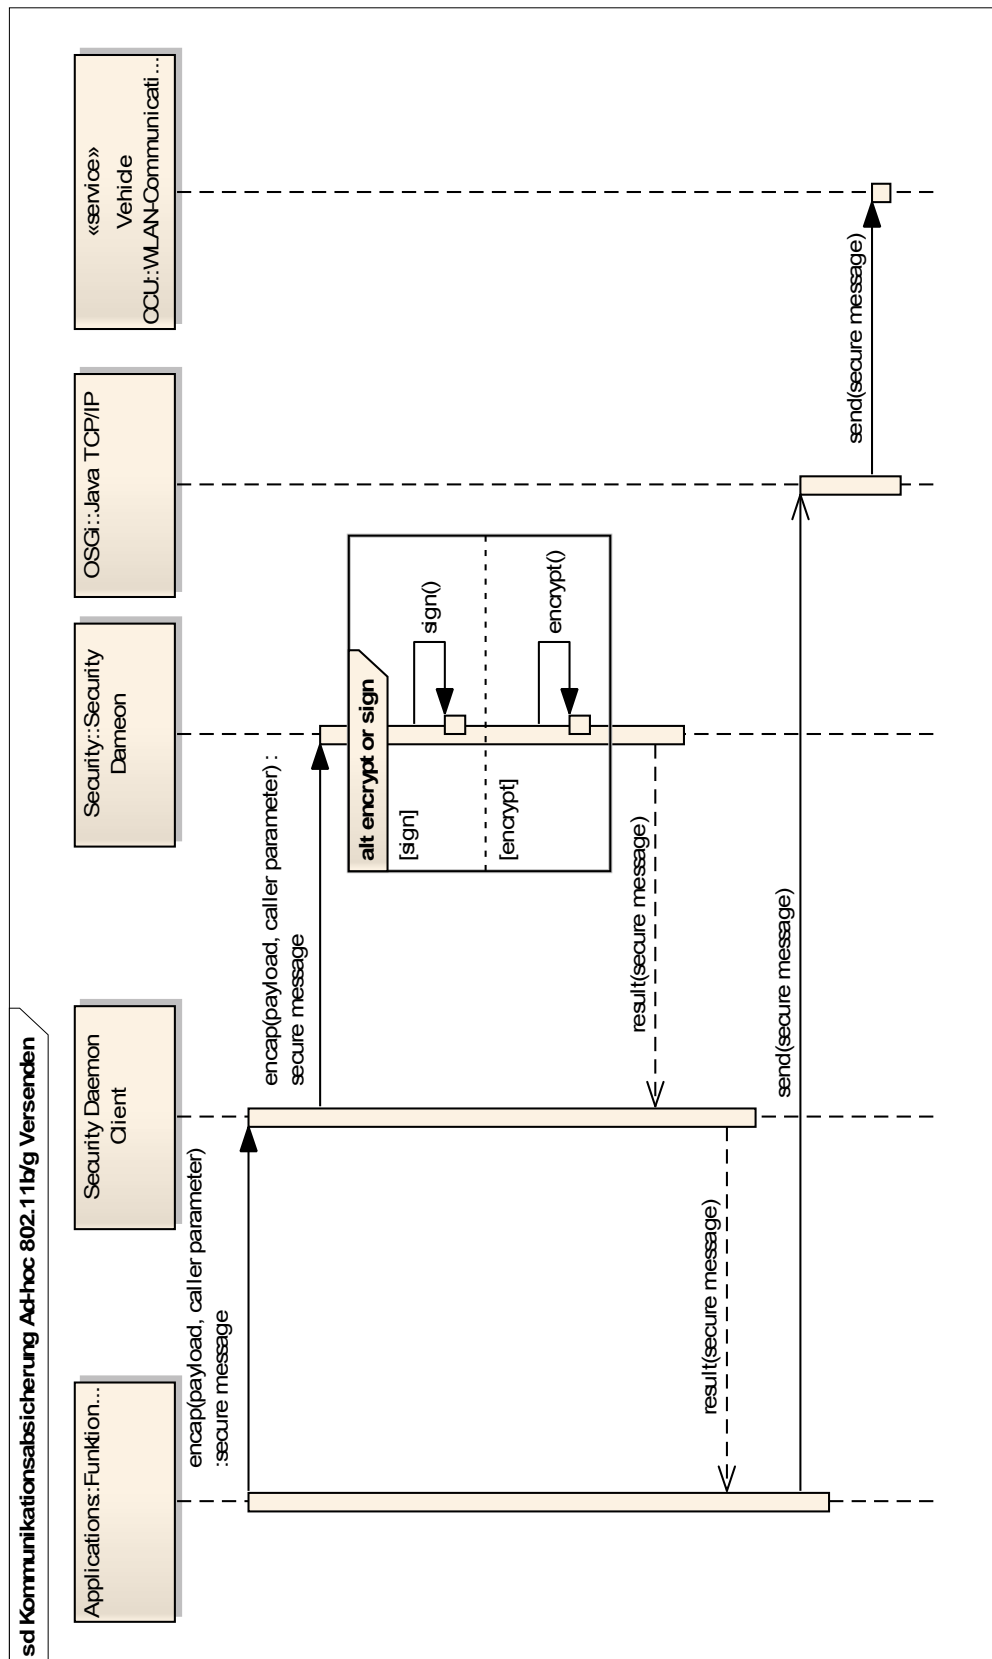 sd Kommunikationsabsicherung Ad-hoc 802.11b/g Versenden
Applications::Funktion...
Security Daemon
Client
Security::Security
Dameon
OSGi::Java TCP/IP
«service»
Vehicle
CCU::WLAN-Communicati...
encap(payload, caller parameter)
:secure message
encap(payload, caller parameter) :
secure message
alt encrypt or sign
[sign]
sign()
[encrypt]
encrypt()
result(secure message)
result(secure message)
send(secure message)
send(secure message)